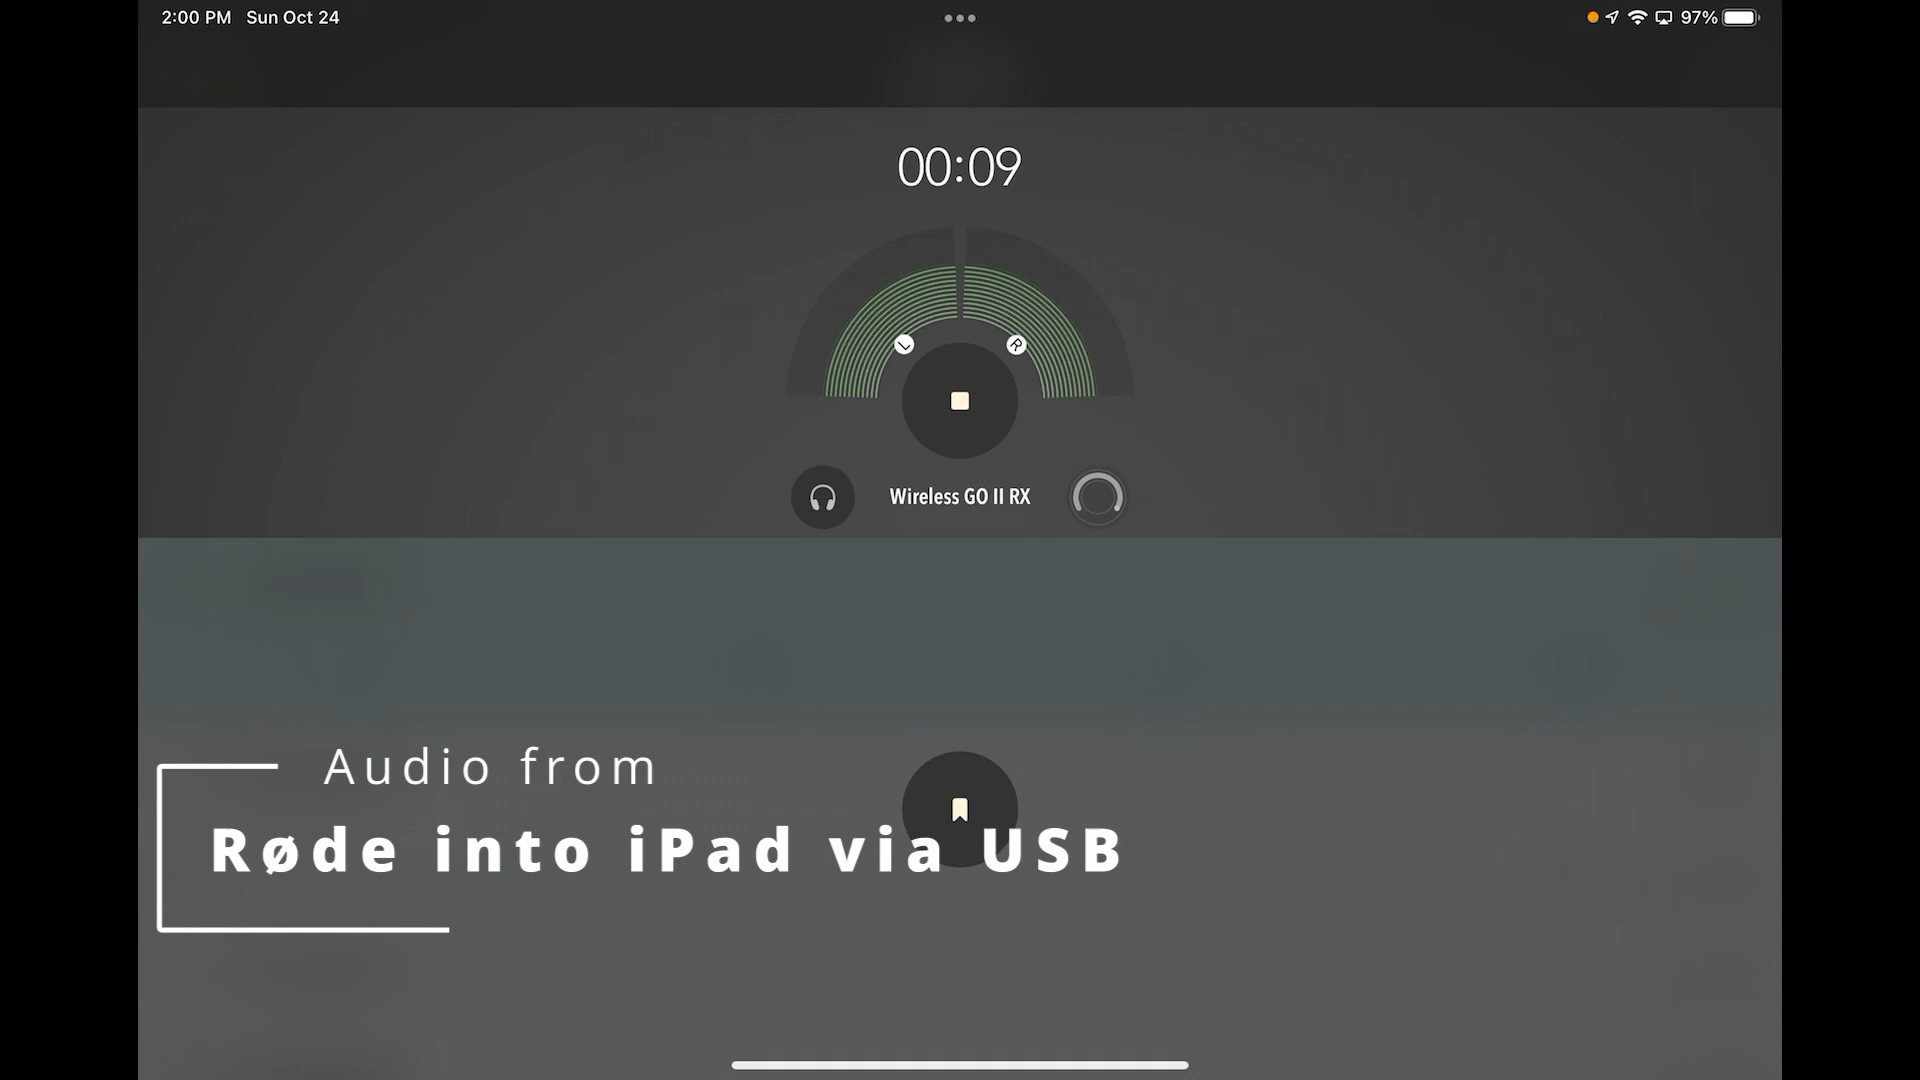 2:00 PM Sun Oct 24
97%
00:09
L R
Wireless GO II RX
Audio from
Røde into iPad via USB